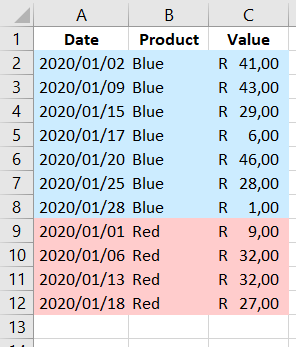 A B C
1 Date Product Value
2 2020/01/02 Blue R 41,00
3 2020/01/09 Blue R 43,00
4 2020/01/15 Blue R 29,00
5 2020/01/17 Blue R 6,00
6 2020/01/20 Blue R 46,00
7 2020/01/25 Blue R 28,00
8 2020/01/28 Blue R 1,00
9 2020/01/01 Red R 9,00
10 2020/01/06 Red R 32,00
11 2020/01/13 Red R 32,00
12 2020/01/18 Red R 27,00
13